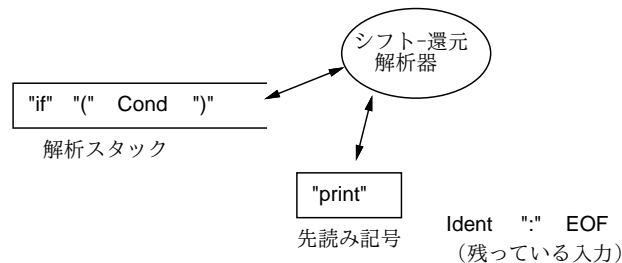 シフト-還元
解析器
"if" "(" Cond ")"
解析スタック
"print"
先読み記号
Ident ":" EOF
（残っている入力）